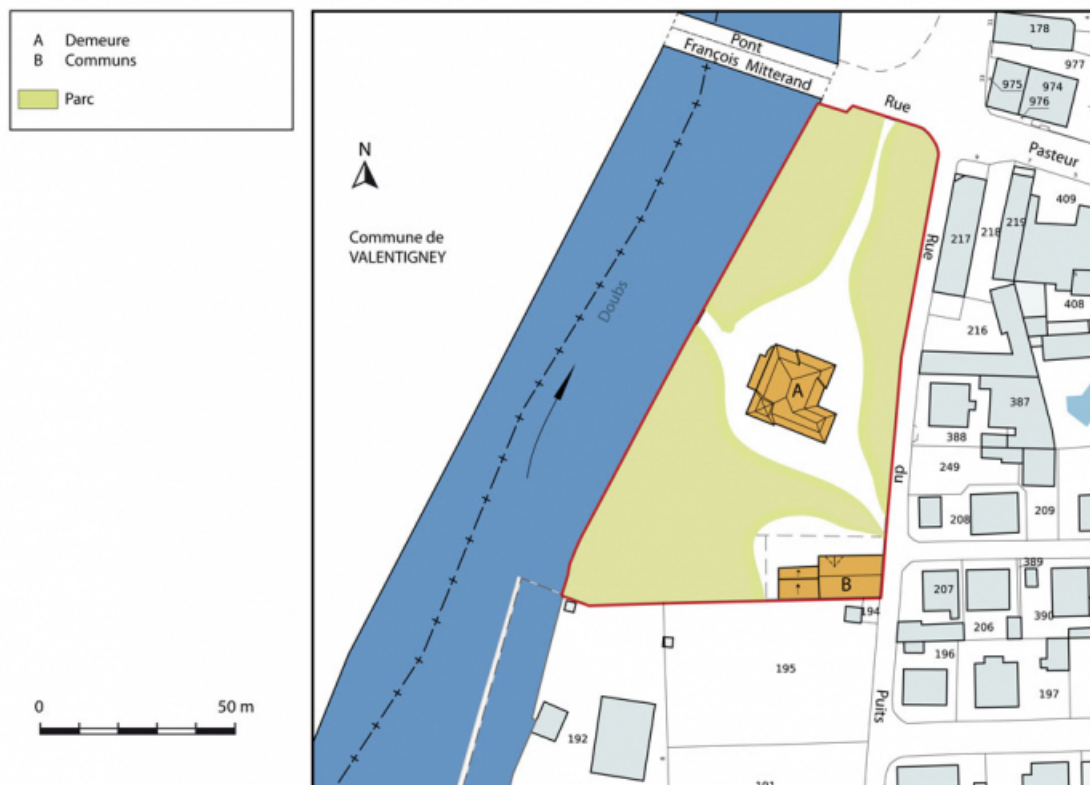 A Demeure
B Communs
Parc
0 50 m
N
Commune de
VALENTIGNEY
Doubs
Pont
François Mitterand
Rue
Pasteur
Rue
du
Puits
A
B
178
977
975
974
976
409
217
218
219
216
408
387
388
249
208
209
389
207
206
390
196
197
194
195
192